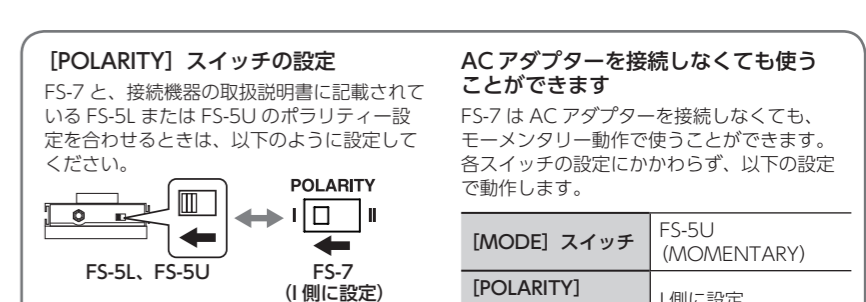 ［POLARITY］スイッチの設定
FS-7 と、接続機器の取扱説明書に記載されて
いる FS-5L または FS-5U のポラリティー設
定を合わせるときは、以下のように設定して
ください。
POLARITY
I II
FS-5L、FS-5U
FS-7
（I 側に設定）
AC アダプターを接続しなくても使う
ことができます
FS-7 は AC アダプターを接続しなくても、
モーメンタリー動作で使うことができます。
各スイッチの設定にかかわらず、以下の設定
で動作します。
［MODE］スイッチ
FS-5U
（MOMENTARY）
［POLARITY］
I 側に設定